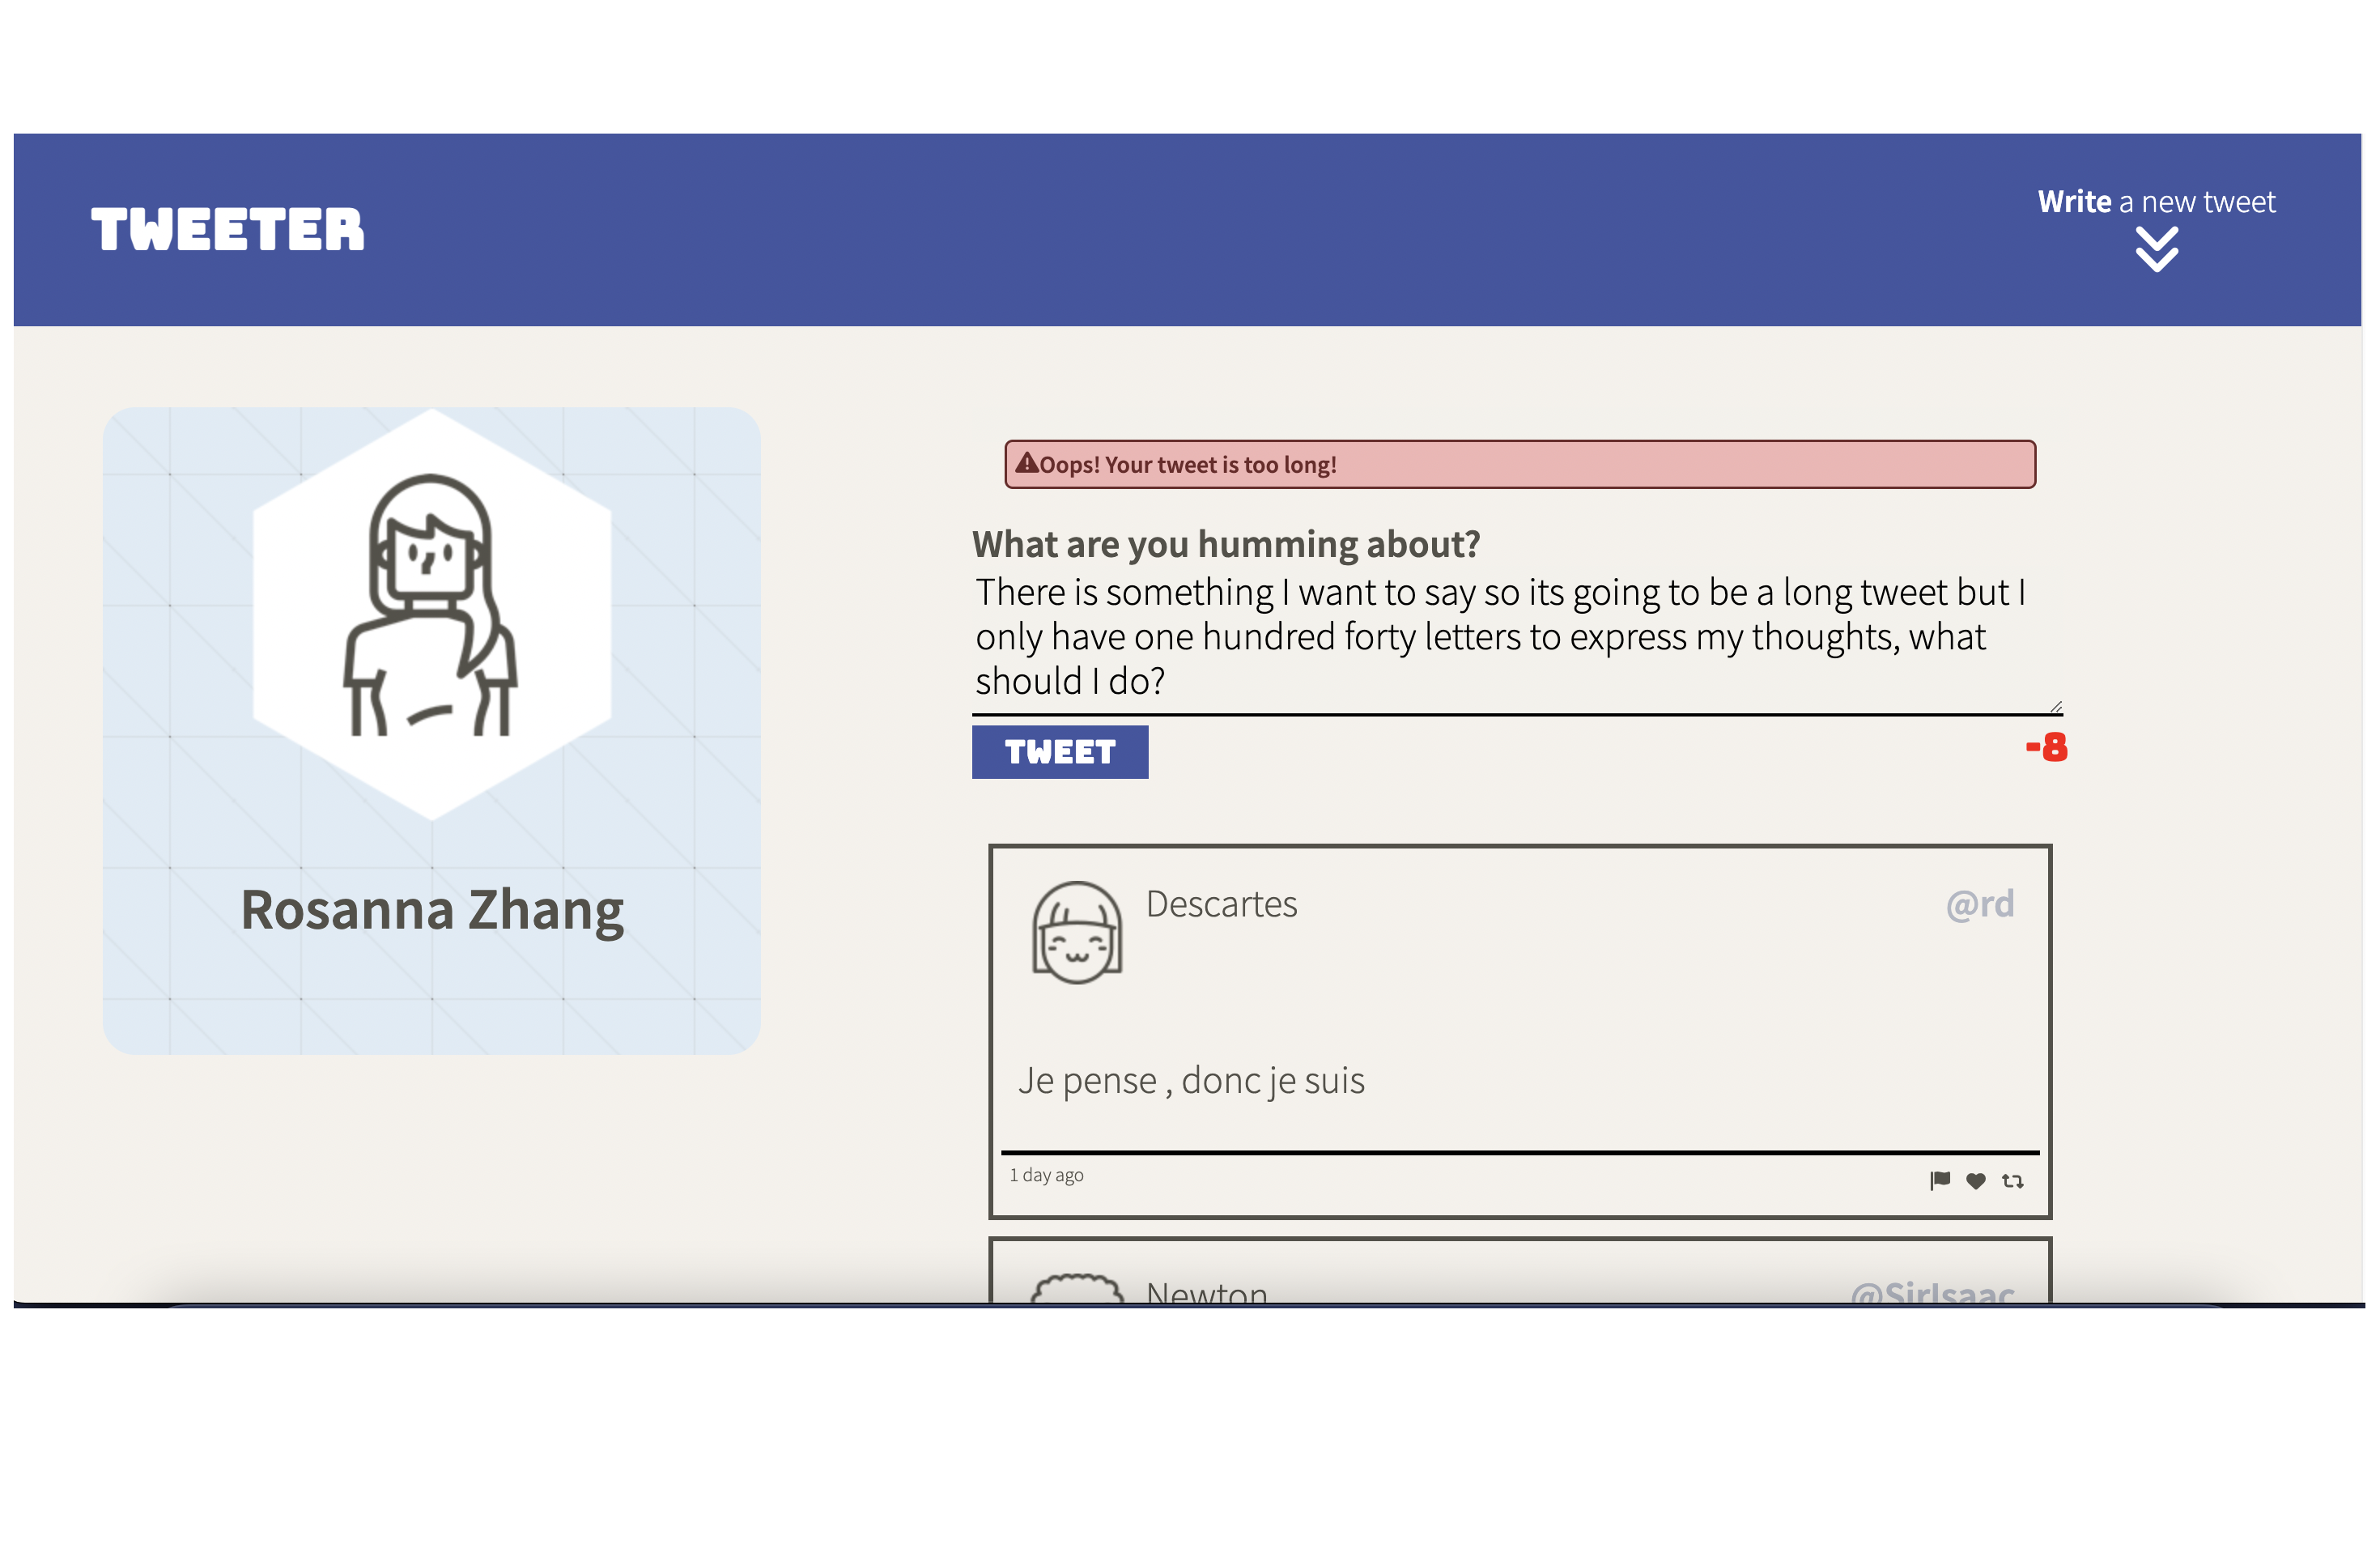 TWEETER
Write a new tweet
Rosanna Zhang
Oops! Your tweet is too long!
What are you humming about?
There is something I want to say so its going to be a long tweet but I
only have one hundred forty letters to express my thoughts, what
should I do?
TWEET
-8
Descartes
@rd
Je pense , donc je suis
1 day ago
Newton
@SirIsaac